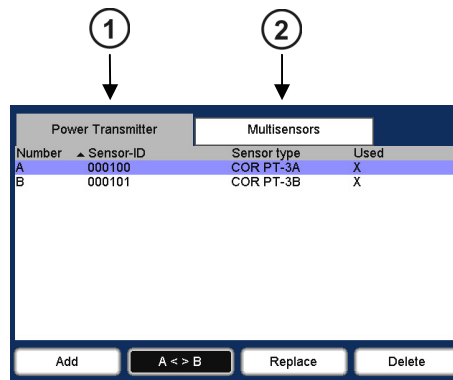 1 2
Power Transmitter Multisensors
Number ▲ Sensor-ID Sensor type Used
A 000100 COR PT-3A X
B 000101 COR PT-3B X
Add A < > B Replace Delete